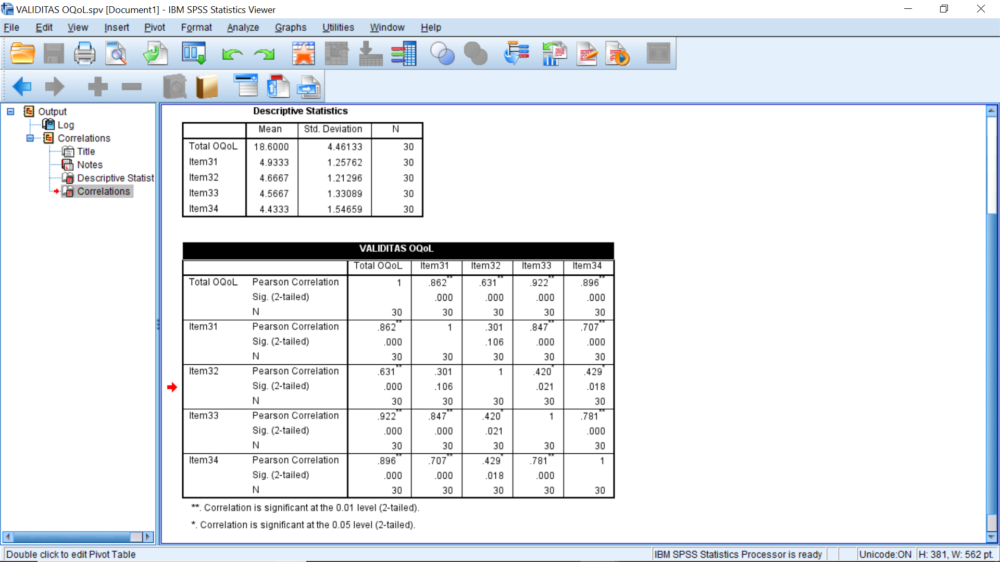 VALIDITAS OQoL.spv [Document1] - IBM SPSS Statistics Viewer
File Edit View Insert Pivot Format Analyze Graphs Utilities Window Help
Output
Log
Correlations
Title
Notes
Descriptive Statist
Correlations
Descriptive Statistics
Mean Std. Deviation N
Total OQoL 18.6000 4.46133 30
Item31 4.9333 1.25762 30
Item32 4.6667 1.21296 30
Item33 4.5667 1.33089 30
Item34 4.4333 1.54659 30
VALIDITAS OQoL
Total OQoL Item31 Item32 Item33 Item34
Total OQoL Pearson Correlation 1 .862** .631** .922** .896**
Sig. (2-tailed) .000 .000 .000 .000
N 30 30 30 30 30
Item31 Pearson Correlation .862** 1 .301 .847** .707**
Sig. (2-tailed) .000 .106 .000 .000
N 30 30 30 30 30
Item32 Pearson Correlation .631** .301 1 .420* .429*
Sig. (2-tailed) .000 .106 .021 .018
N 30 30 30 30 30
Item33 Pearson Correlation .922** .847** .420* 1 .781**
Sig. (2-tailed) .000 .000 .021 .000
N 30 30 30 30 30
Item34 Pearson Correlation .896** .707** .429* .781** 1
Sig. (2-tailed) .000 .000 .018 .000
N 30 30 30 30 30
**. Correlation is significant at the 0.01 level (2-tailed).
*. Correlation is significant at the 0.05 level (2-tailed).
Double click to edit Pivot Table IBM SPSS Statistics Processor is ready Unicode:ON H: 381, W: 562 pt.